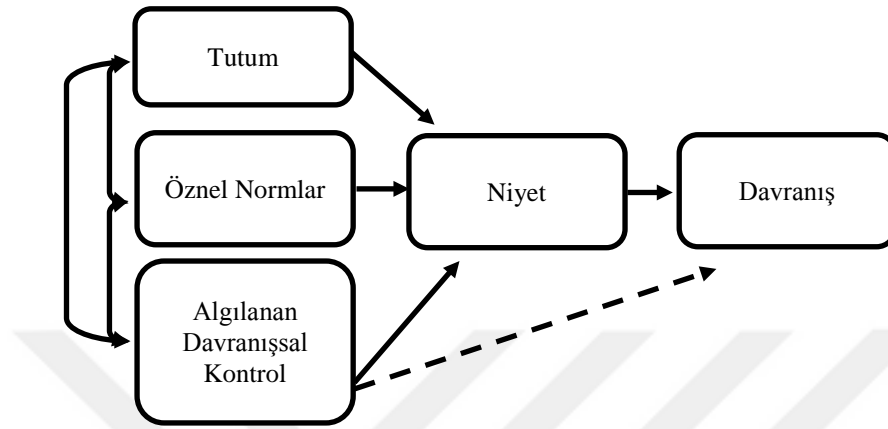 Tutum
Öznel Normlar
Niyet
Davranış
Algılanan
Davranışsal
Kontrol